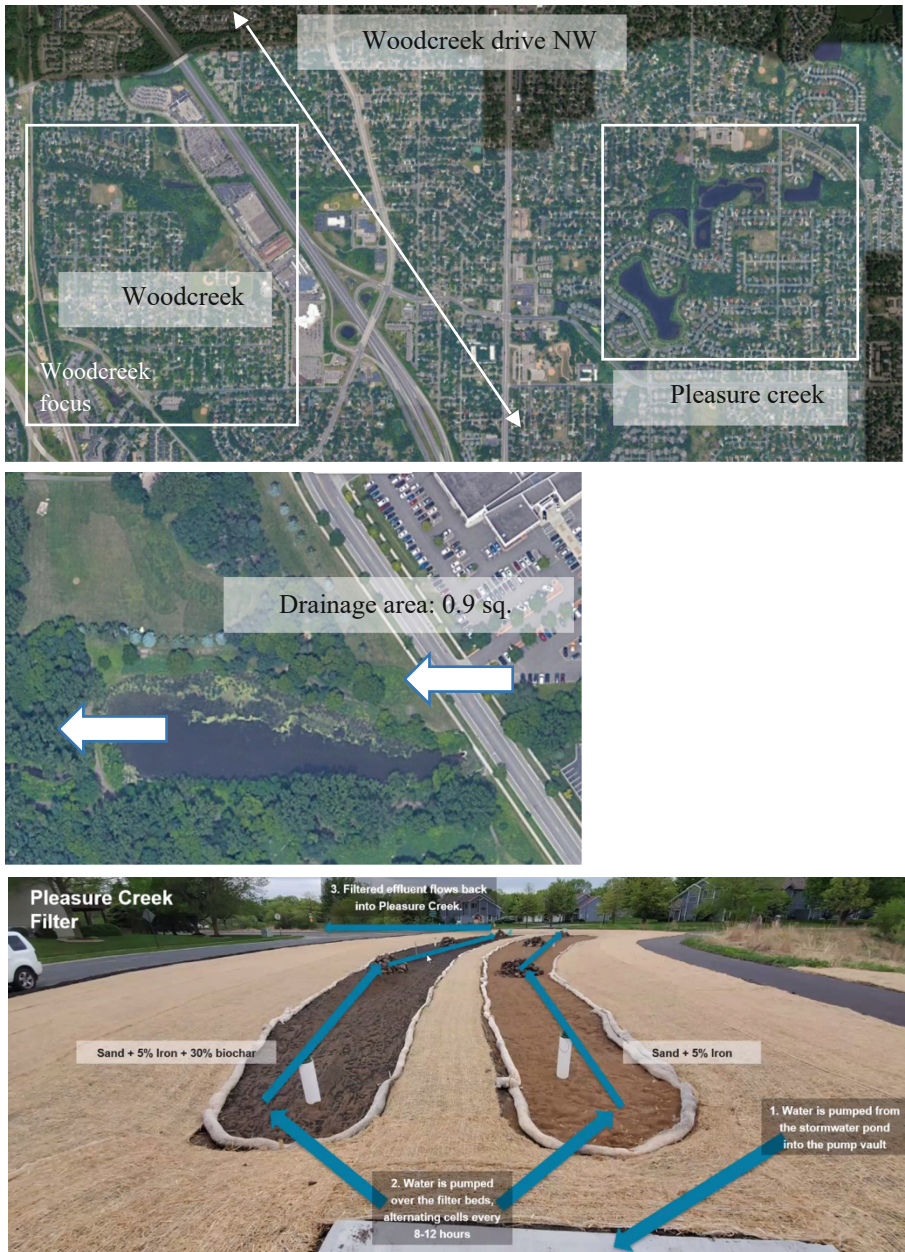 Woodcreek drive NW
Woodcreek
Woodcreek
focus
Pleasure creek
Drainage area: 0.9 sq.
Pleasure Creek
Filter
3. Filtered effluent flows back
into Pleasure Creek.
Sand + 5% Iron + 30% biochar
Sand + 5% Iron
1. Water is pumped from
the stormwater pond
into the pump vault
2. Water is pumped
over the filter beds,
alternating cells every
8-12 hours